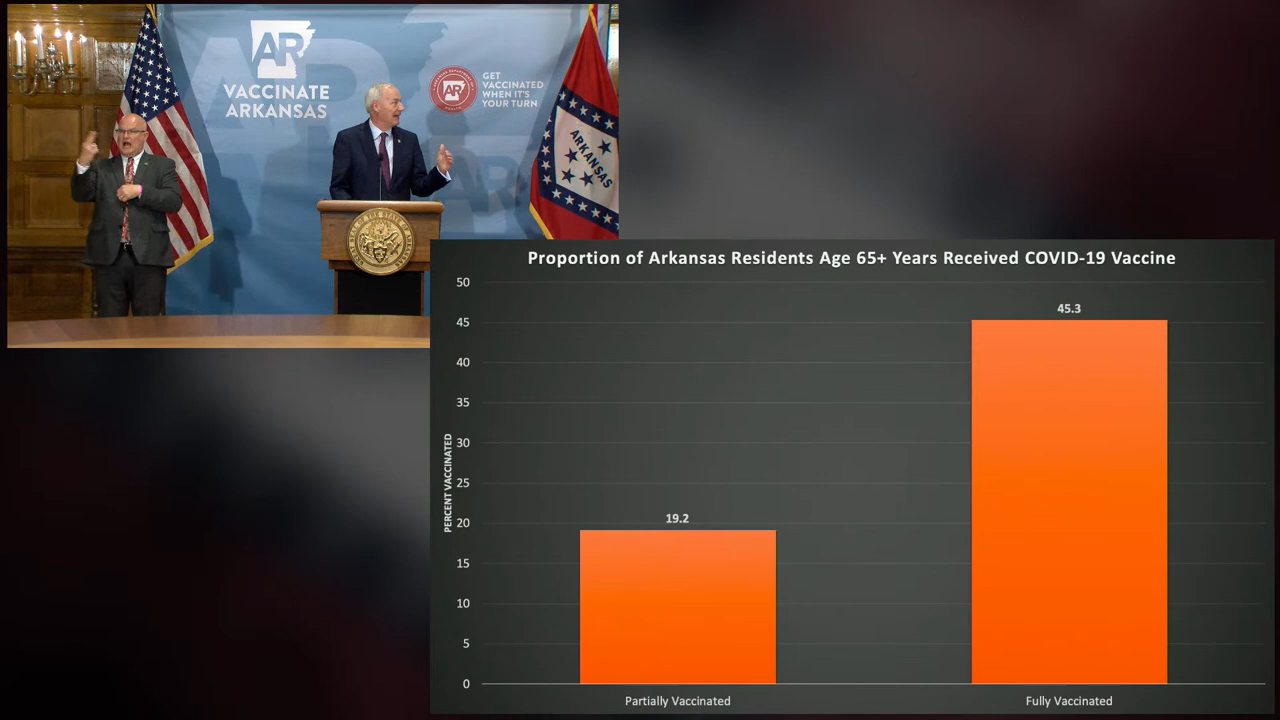 AR
VACCINATE
ARKANSAS
AR
GET
VACCINATED
WHEN IT'S
YOUR TURN
ARKANSAS
Proportion of Arkansas Residents Age 65+ Years Received COVID-19 Vaccine
PERCENT VACCINATED
50
45
40
35
30
25
20
15
10
5
0
19.2
45.3
Partially Vaccinated
Fully Vaccinated